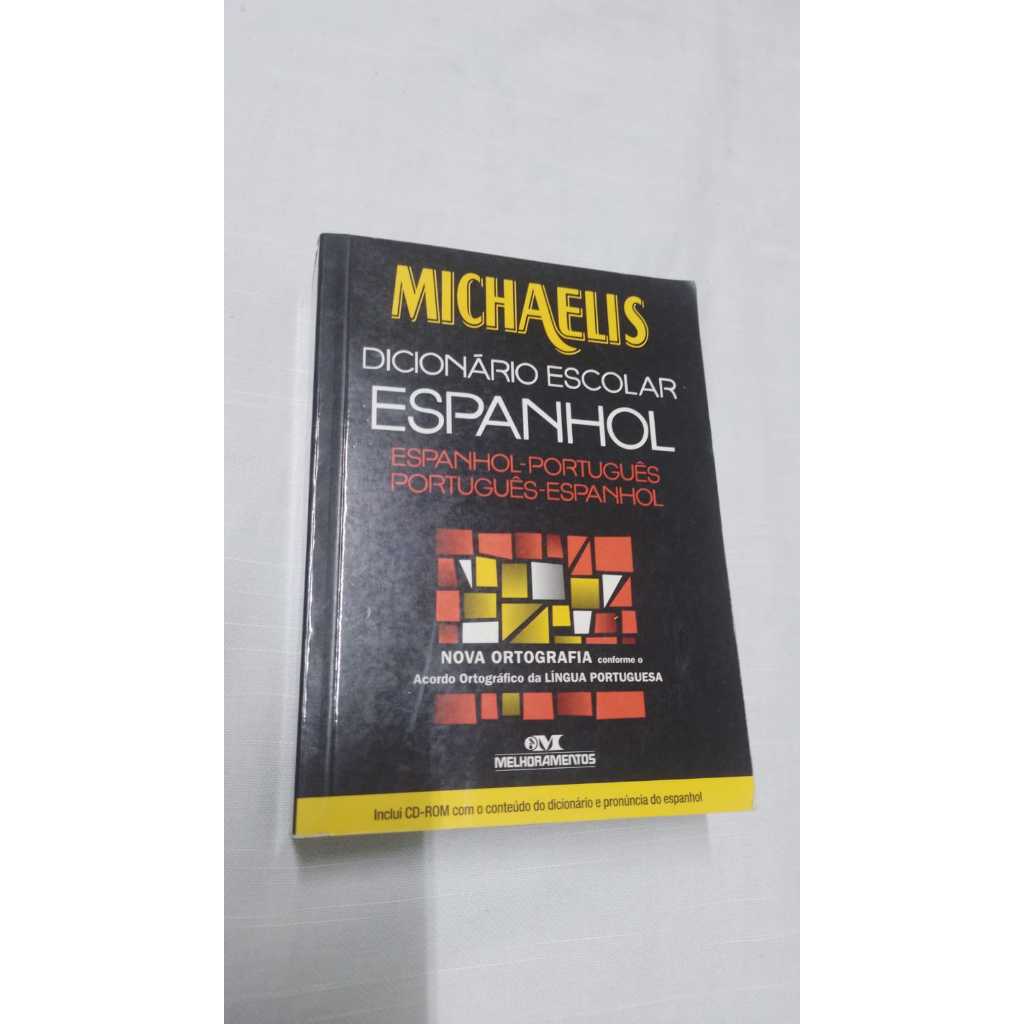 MICHAELIS
DICIONÁRIO ESCOLAR
ESPANHOL
ESPANHOL-PORTUGUÊS
PORTUGUÊS-ESPANHOL
NOVA ORTOGRAFIA conforme o
Acordo Ortográfico da LÍNGUA PORTUGUESA
M
MELHORAMENTOS
Inclui CD-ROM com o conteúdo do dicionário e pronúncia do espanhol